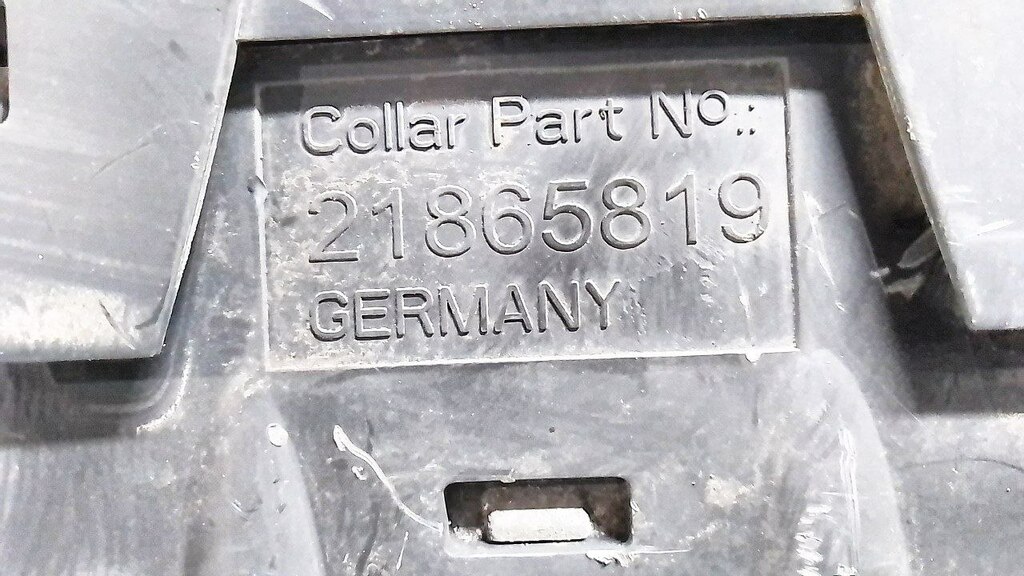 Collar Part Nº.:
21865819
GERMANY